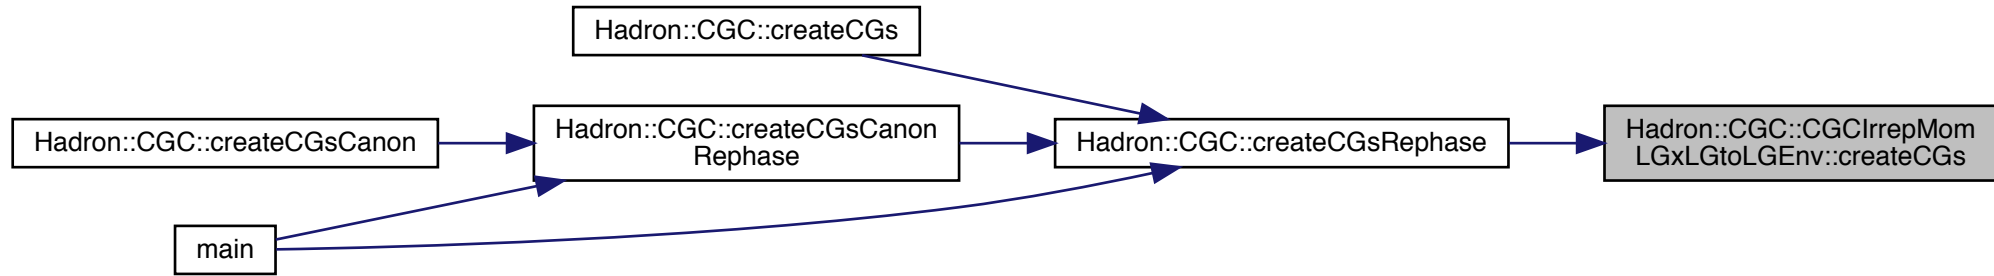 Hadron::CGC::createCGs
Hadron::CGC::createCGsCanon
Hadron::CGC::createCGsCanon
Rephase
Hadron::CGC::createCGsRephase
Hadron::CGC::CGCIrrepMom
LGxLGtoLGEnv::createCGs
main